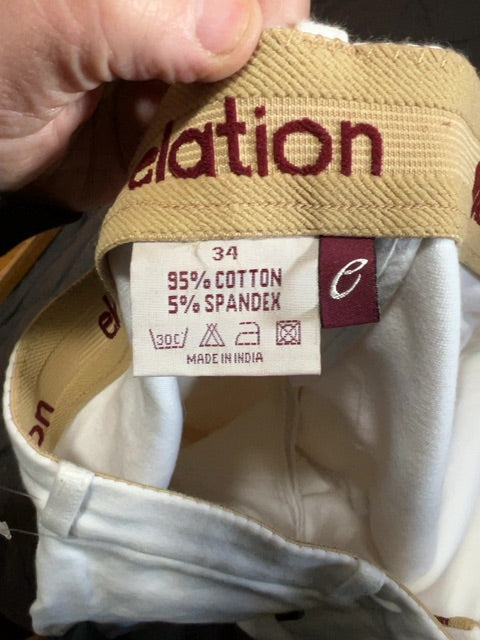 elation
34
95% COTTON
5% SPANDEX
30C
MADE IN INDIA
e